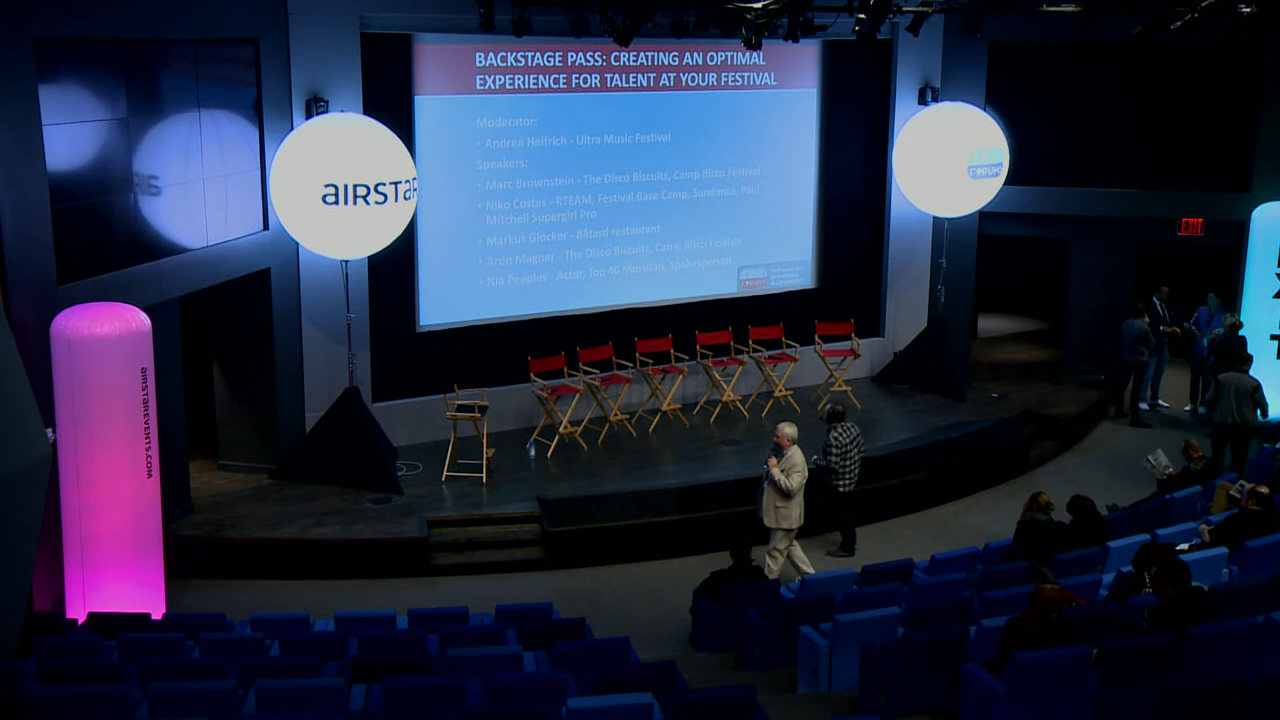 BACKSTAGE PASS: CREATING AN OPTIMAL
EXPERIENCE FOR TALENT AT YOUR FESTIVAL
Moderator:
• Andrea Helfrich - Ultra Music Festival
Speakers:
• Marc Brownstein - The Disco Biscuits, Camp Bisco Festival
• Niko Costas - RTEAM, Festival Base Camp, Sundance, Paul
Mitchell Supergirl Pro
• Markus Glocker - Bâtard restaurant
• Aron Magner - The Disco Biscuits, Camp Bisco Festival
• Nia Peeples - Actor, Top 40 Musician, Spokesperson
AIRSTAR
FORUM
EXIT
AIRSTAREVENTS.COM